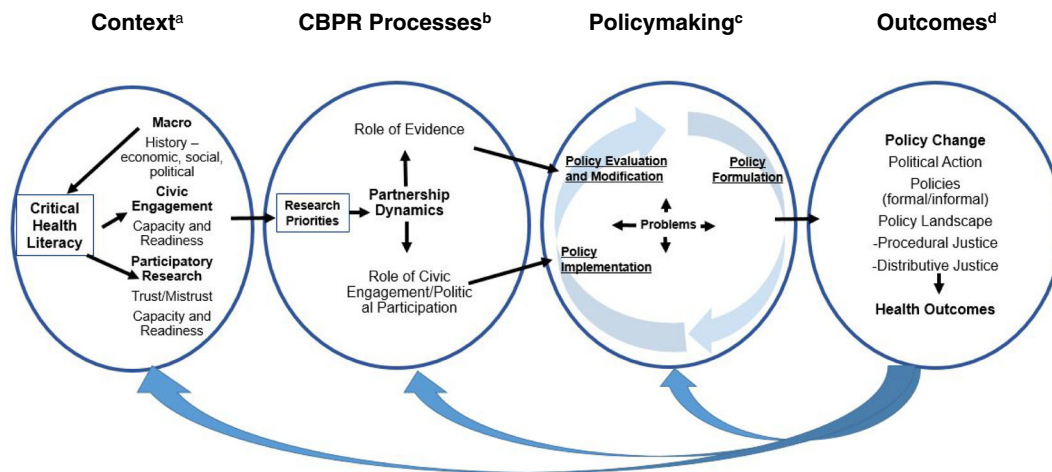 Contextᵃ
CBPR Processesᵇ
Policymakingᶜ
Outcomesᵈ
Macro
History –
economic, social,
political
Critical
Health
Literacy
Civic
Engagement
Capacity and
Readiness
Participatory
Research
Trust/Mistrust
Capacity and
Readiness
Role of Evidence
Research
Priorities
Partnership
Dynamics
Role of Civic
Engagement/Politic
al Participation
Policy Evaluation
and Modification
Policy
Formulation
Problems
Policy
Implementation
Policy Change
Political Action
Policies
(formal/informal)
Policy Landscape
-Procedural Justice
-Distributive Justice
Health Outcomes